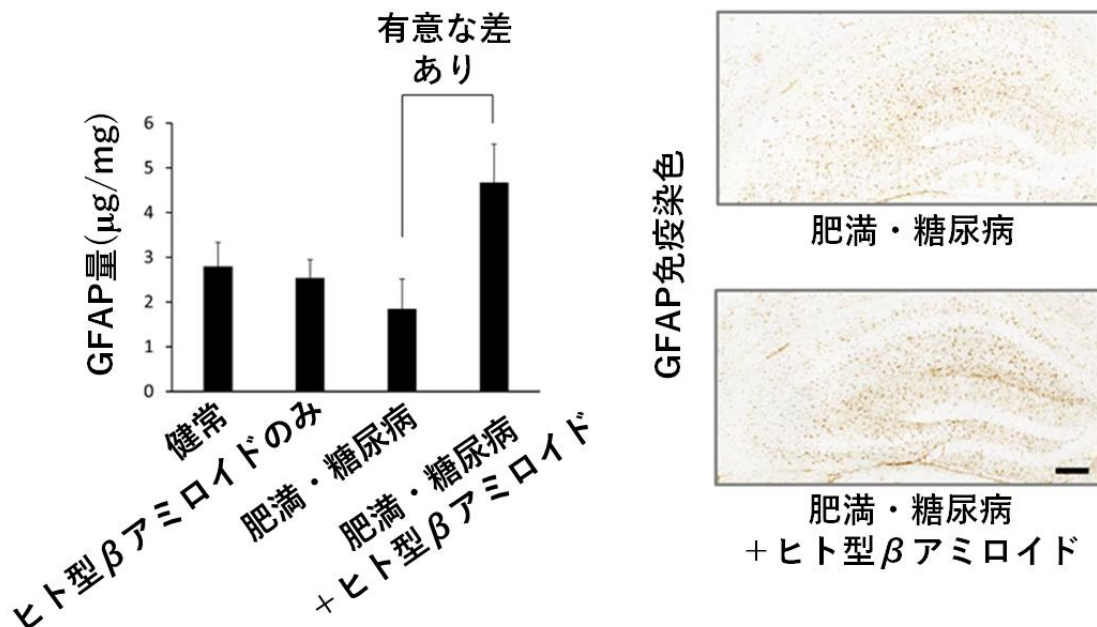 有意な差
あり
GFAP量(μg/mg)
6
5
4
3
2
1
0
健常
ヒト型βアミロイドのみ
肥満・糖尿病
肥満・糖尿病
＋ヒト型βアミロイド
GFAP免疫染色
肥満・糖尿病
肥満・糖尿病
＋ヒト型βアミロイド